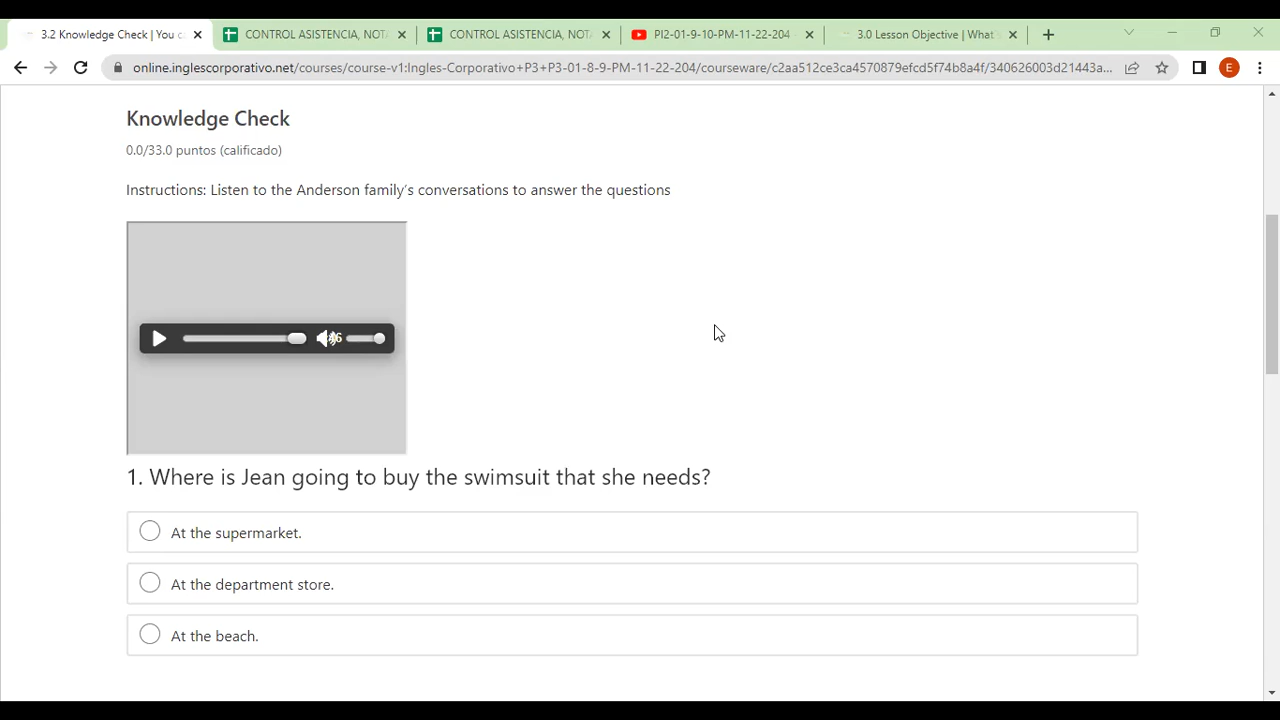 3.2 Knowledge Check | You c
CONTROL ASISTENCIA, NOT
CONTROL ASISTENCIA, NOT
PI2-01-9-10-PM-11-22-204
3.0 Lesson Objective | What's
online.inglescorporativo.net/courses/course-v1:Ingles-Corporativo+P3+P3-01-8-9-PM-11-22-204/courseware/c2aa512ce3ca4570879efcd5f74b8a4f/340626003d21443a...
E
Knowledge Check
0.0/33.0 puntos (calificado)
Instructions: Listen to the Anderson family's conversations to answer the questions
1. Where is Jean going to buy the swimsuit that she needs?
At the supermarket.
At the department store.
At the beach.